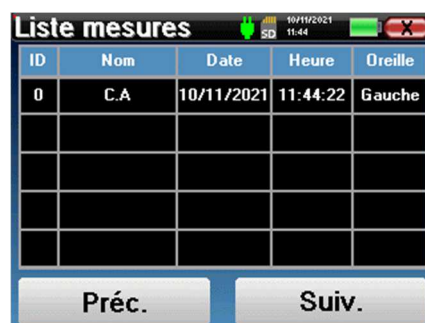 Liste mesures SD 10/11/2021
11:44 X
ID Nom Date Heure Oreille
0 C.A 10/11/2021 11:44:22 Gauche
Préc. Suiv.